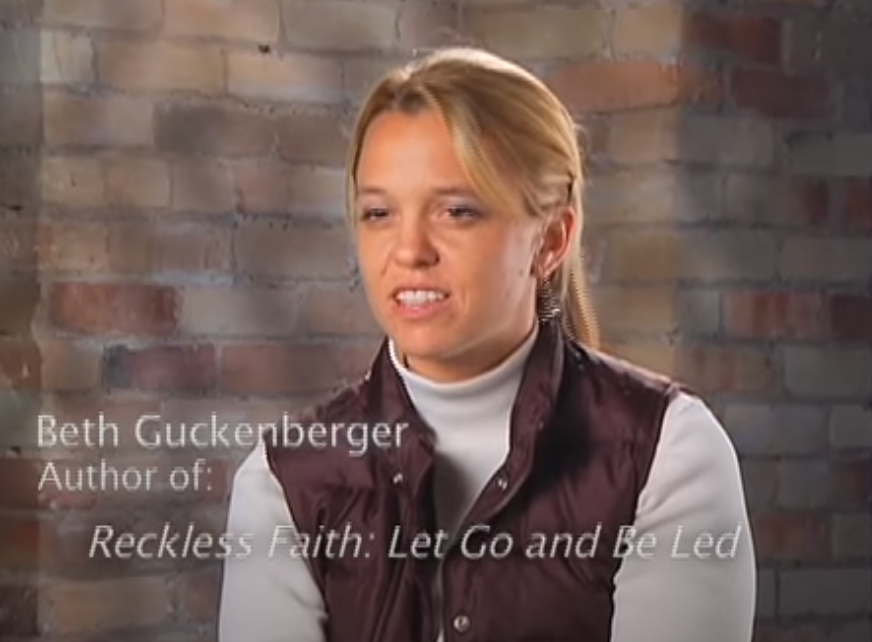 Beth Guckenberger
Author of:
Reckless Faith: Let Go and Be Led